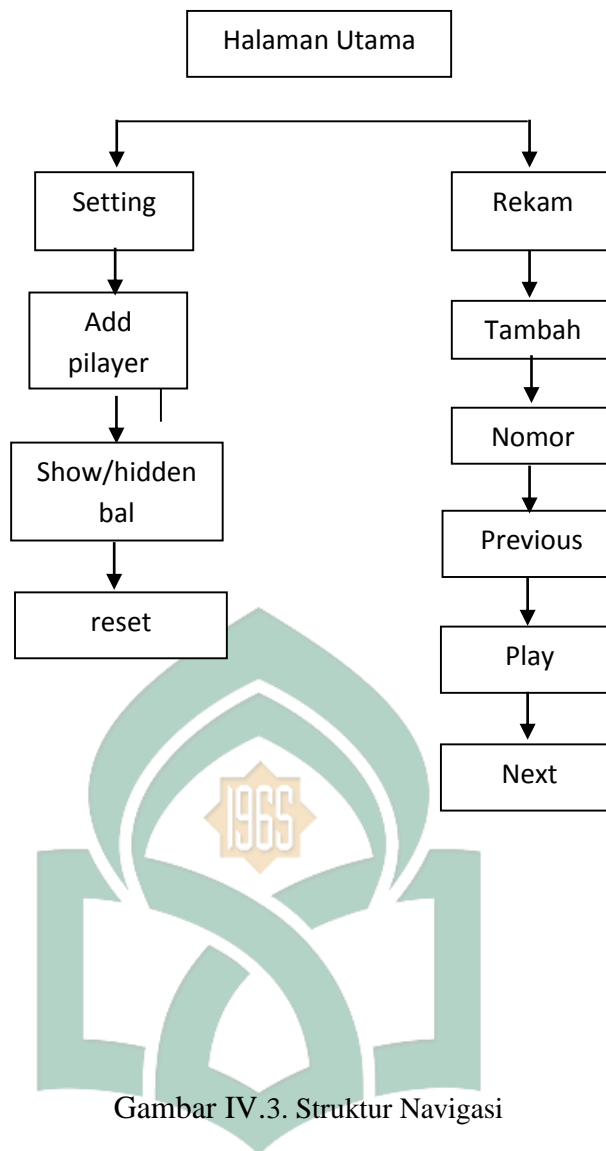 Halaman Utama
Setting
Add
pilayer
Show/hidden
bal
reset
Rekam
Tambah
Nomor
Previous
Play
Next
1965
Gambar IV.3. Struktur Navigasi